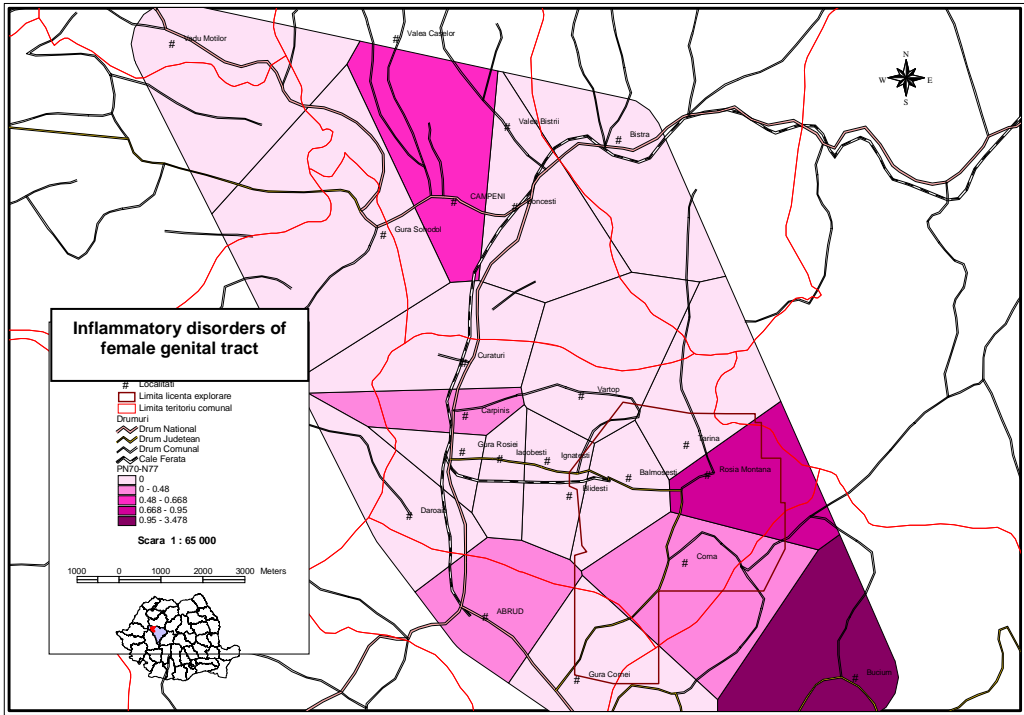 Vadu Motilor
Valea Caselor
N
W E
S
Valea Bistrii
Bistra
CAMPENI
Gura Sohodol
Inflammatory disorders of
female genital tract
# Localitati
Limita licenta explorare
Limita teritoriu comunal
Drumuri
Drum National
Drum Judetean
Drum Comunal
Cale Ferata
PN70-N77
0
0 - 0.48
0.48 - 0.668
0.668 - 0.95
0.95 - 3.478
Scara 1 : 65 000
1000 0 1000 2000 3000 Meters
Curaturi
Vartop
Carpinis
Tarina
Gura Rosiei
Iacobesti
Ignatesti
Balmosesti
Rosia Montana
Blidesti
Daroaia
Corna
ABRUD
Gura Cornei
Bucium